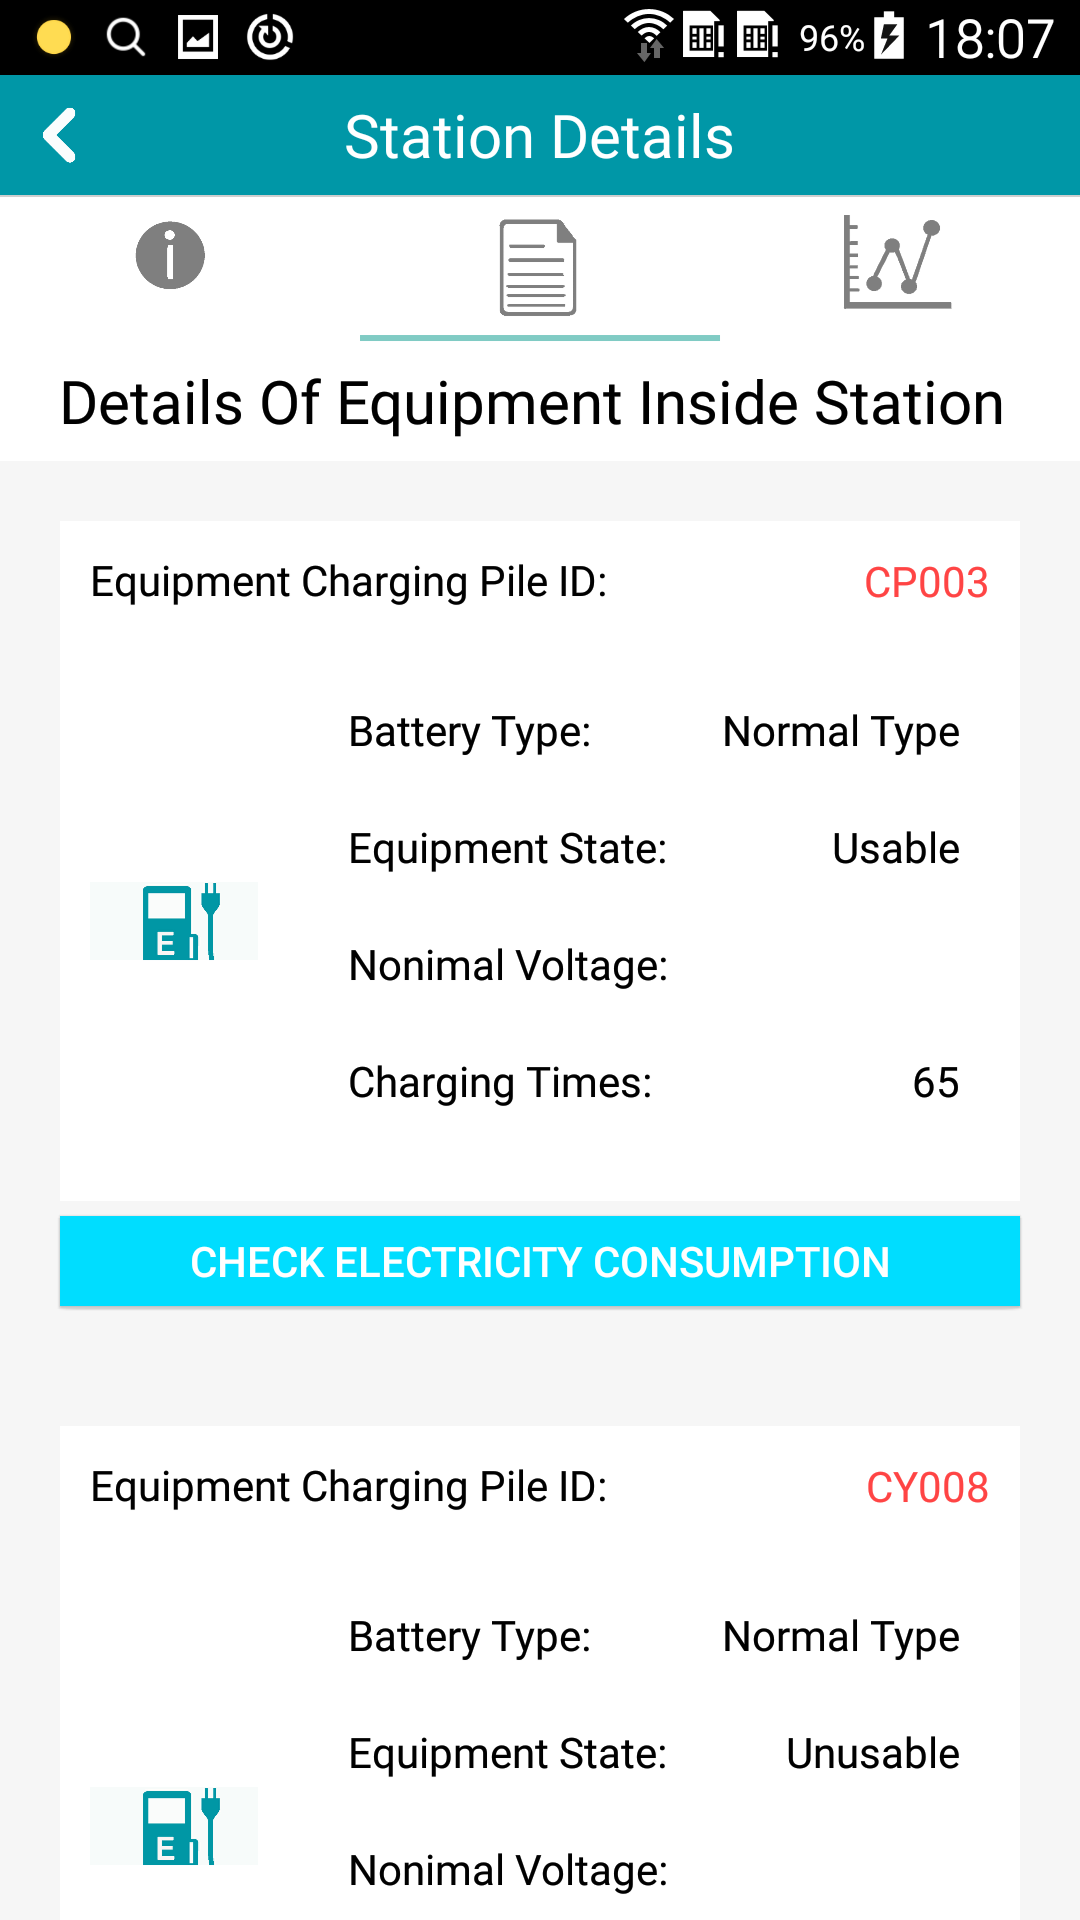 96% 18:07
Station Details
Details Of Equipment Inside Station
Equipment Charging Pile ID: CP003
Battery Type: Normal Type
Equipment State: Usable
E
Nonimal Voltage:
Charging Times: 65
CHECK ELECTRICITY CONSUMPTION
Equipment Charging Pile ID: CY008
Battery Type: Normal Type
Equipment State: Unusable
E
Nonimal Voltage: